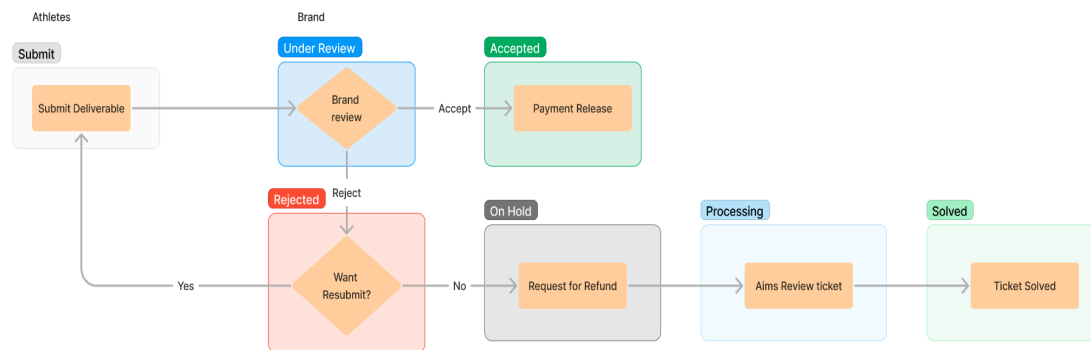 Athletes
Brand
Submit
Under Review
Accepted
Submit Deliverable
Brand
review
Accept
Payment Release
Reject
Rejected
On Hold
Processing
Solved
Want
Resubmit?
Yes
No
Request for Refund
Aims Review ticket
Ticket Solved